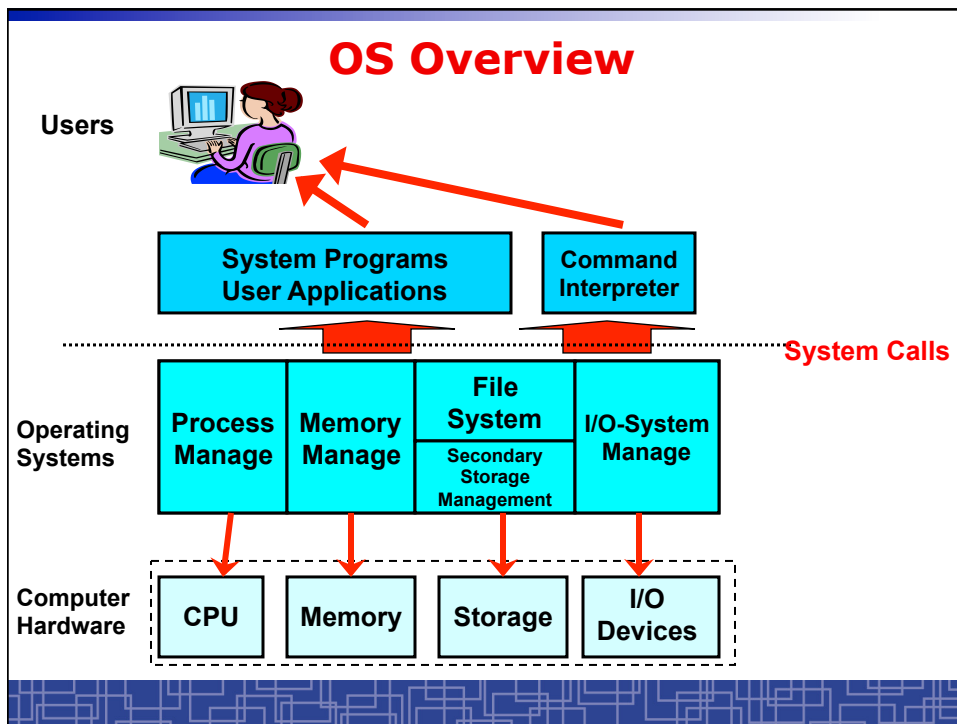 OS Overview
Users
System Programs
User Applications
Command
Interpreter
System Calls
Operating
Systems
Process
Manage
Memory
Manage
File
System
Secondary
Storage
Management
I/O-System
Manage
Computer
Hardware
CPU
Memory
Storage
I/O
Devices